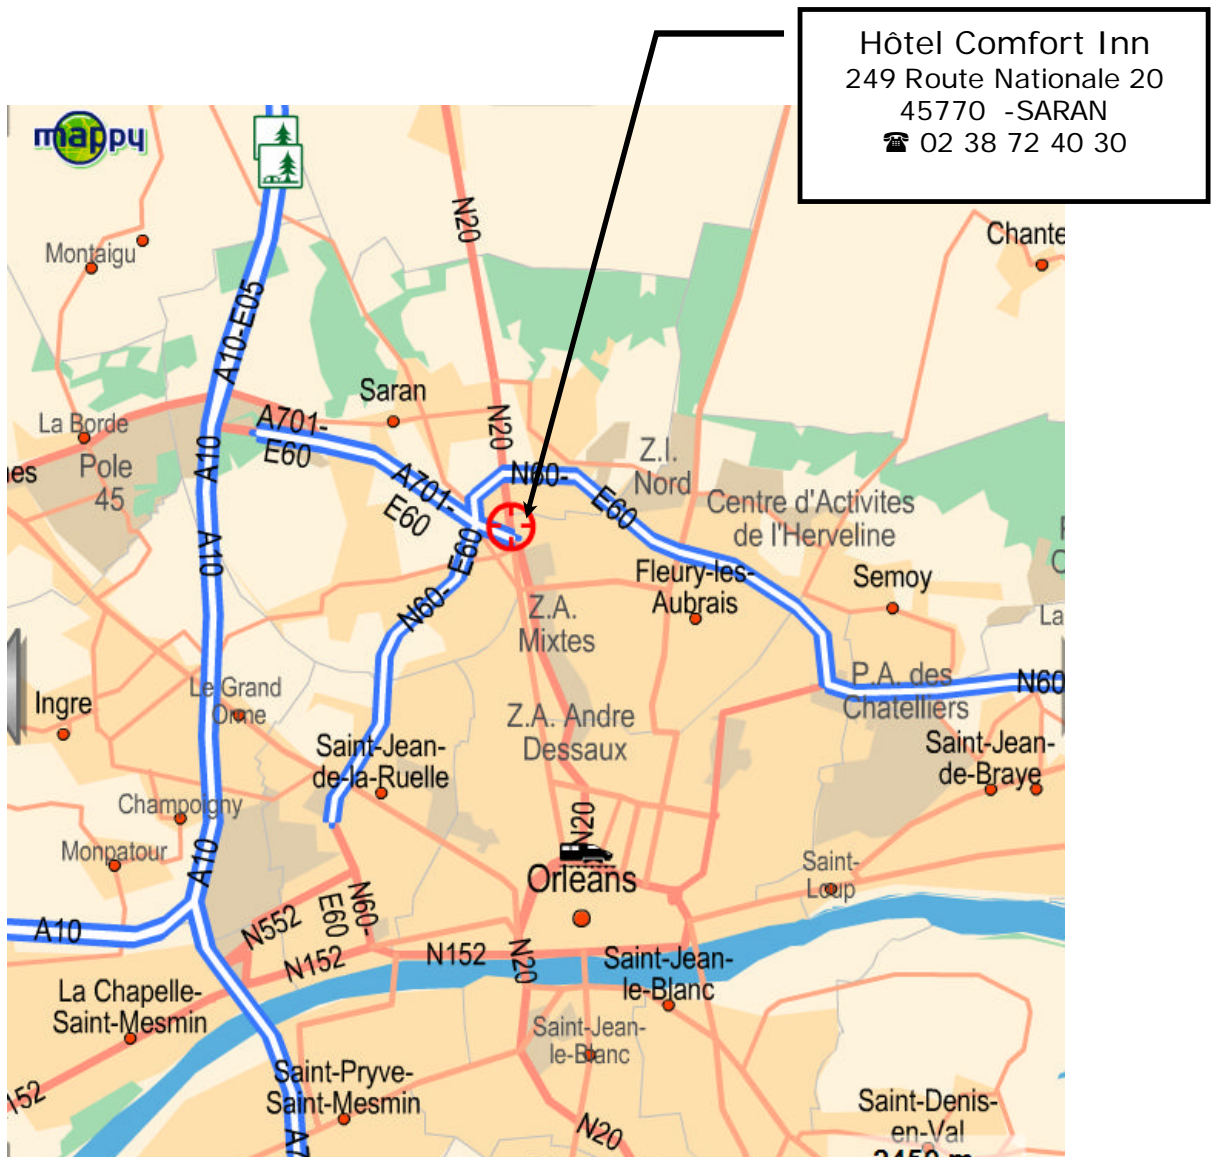 Hôtel Comfort Inn
249 Route Nationale 20
45770 -SARAN
☎ 02 38 72 40 30
mappy
N20
Chante
Montaigu
A10-E05
Saran
La Borde
A701-
E60
N20
Z.I.
Nord
A10
Pole
45
nes
A701-
E60
N60-
E60
Centre d'Activites
de l'Herveline
A10
N60-
E60
Fleury-les-
Aubrais
Semoy
La
Z.A.
Mixtes
Ingre
Le Grand
Orme
P.A. des
Chatelliers
N60
Z.A. Andre
Dessaux
Saint-Jean-
de-la-Ruelle
Saint-Jean-
de-Braye
Champoigny
N20
Monpatour
A10
Orleans
Saint-
Loup
N60-
E60
A10
N552
N152
N152
N20
Saint-Jean-
le-Blanc
La Chapelle-
Saint-Mesmin
Saint-Jean-
le-Blanc
Saint-Pryve-
Saint-Mesmin
152
Saint-Denis-
en-Val
N20
A7